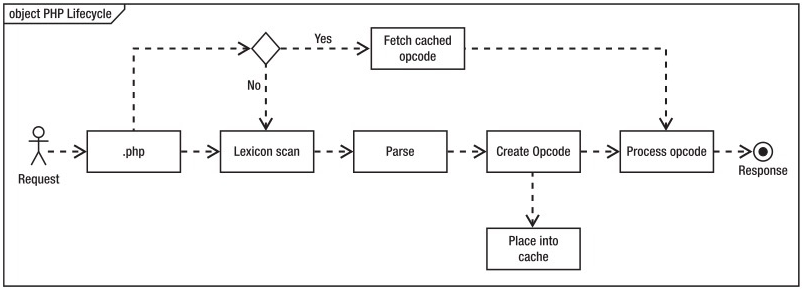 object PHP Lifecycle
Yes
Fetch cached
opcode
No
Request
.php
Lexicon scan
Parse
Create Opcode
Process opcode
Response
Place into
cache